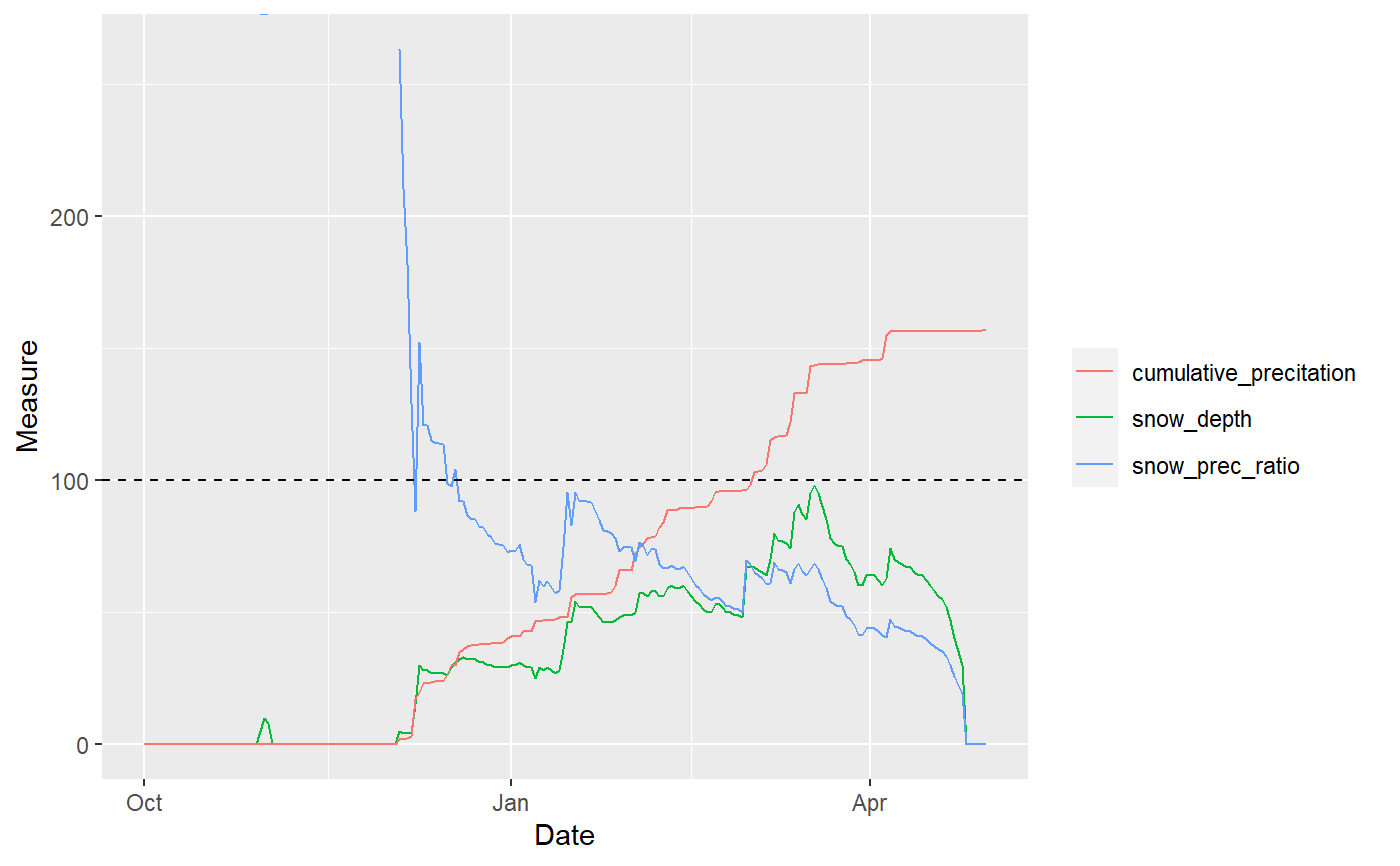 Measure
200
100
0
Oct
Jan
Apr
Date
cumulative_precitation
snow_depth
snow_prec_ratio